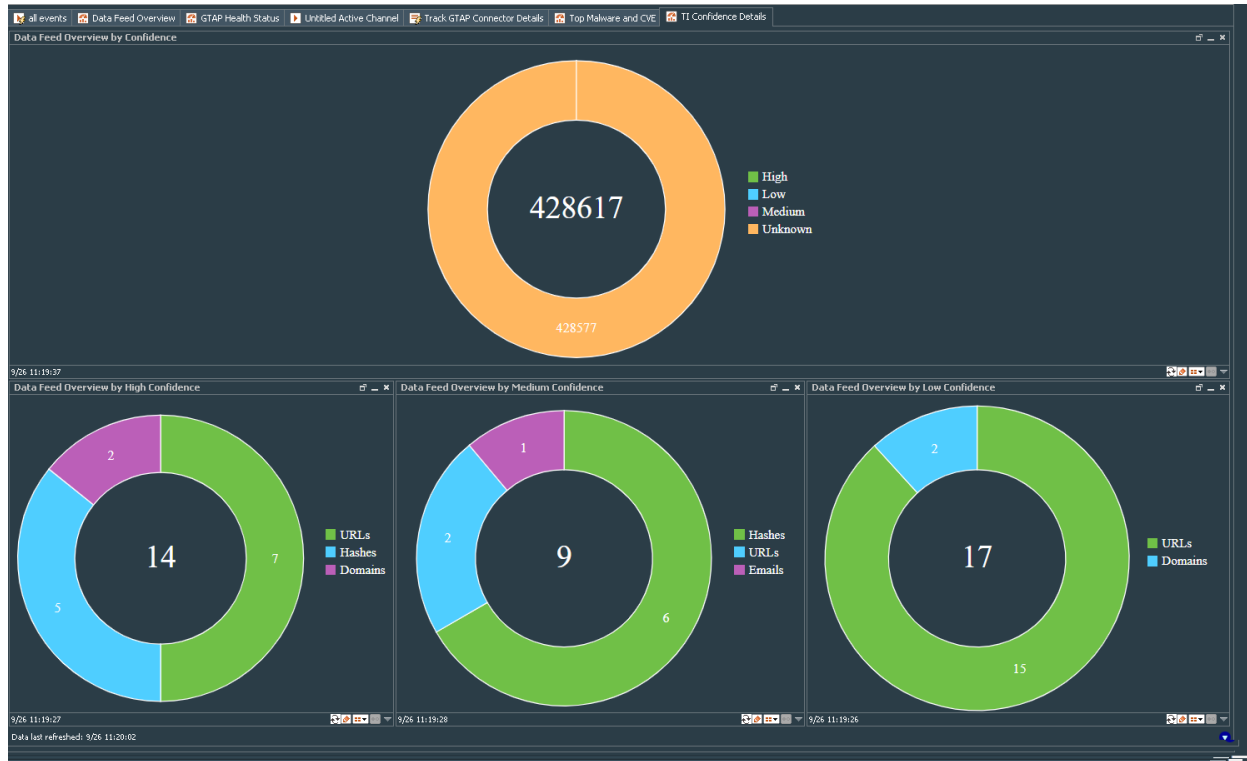 all events Data Feed Overview GTAP Health Status Untitled Active Channel Track GTAP Connector Details Top Malware and CVE TI Confidence Details
Data Feed Overview by Confidence
428617
High
Low
Medium
Unknown
428577
9/26 11:19:37
Data Feed Overview by High Confidence
2
7
5
14
URLs
Hashes
Domains
9/26 11:19:27
Data Feed Overview by Medium Confidence
1
2
6
9
Hashes
URLs
Emails
9/26 11:19:28
Data Feed Overview by Low Confidence
2
17
15
URLs
Domains
9/26 11:19:26
Data last refreshed: 9/26 11:20:02